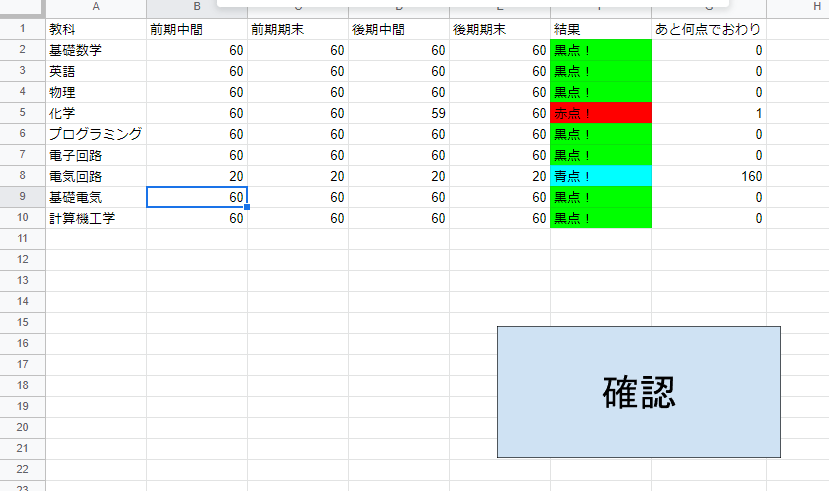 A B C D E F G H
1 教科 前期中間 前期期末 後期中間 後期期末 結果 あと何点でおわり
2 基礎数学 60 60 60 60 黒点！ 0
3 英語 60 60 60 60 黒点！ 0
4 物理 60 60 60 60 黒点！ 0
5 化学 60 60 59 60 赤点！ 1
6 プログラミング 60 60 60 60 黒点！ 0
7 電子回路 60 60 60 60 黒点！ 0
8 電気回路 20 20 20 20 青点！ 160
9 基礎電気 60 60 60 60 黒点！ 0
10 計算機工学 60 60 60 60 黒点！ 0
11
12
13
14
15
16
17
確認
18
19
20
21
22
23